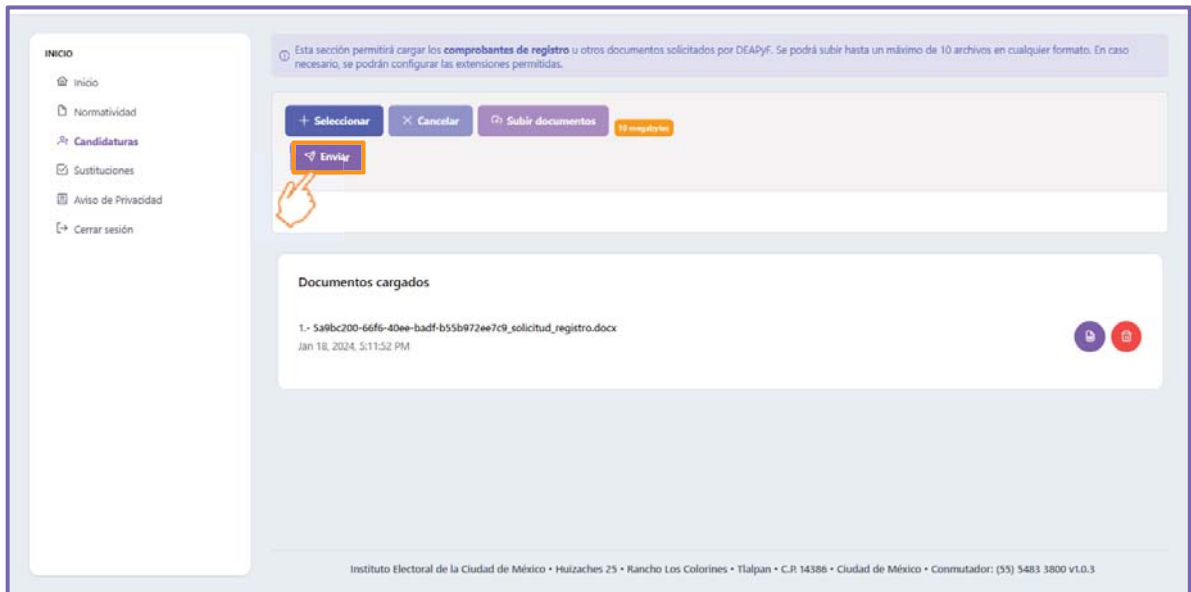 INICIO
Inicio
Normatividad
Candidaturas
Sustituciones
Aviso de Privacidad
Cerrar sesión
Esta sección permitirá cargar los comprobantes de registro u otros documentos solicitados por DEAPyF. Se podrá subir hasta un máximo de 10 archivos en cualquier formato. En caso
necesario, se podrán configurar las extensiones permitidas.
Seleccionar
Cancelar
Subir documentos
10 megabytes
Enviar
Documentos cargados
1.- 5a9bc200-66f6-40ee-badf-b55b972ee7c9_solicitud_registro.docx
Jan 18, 2024, 5:11:52 PM
Instituto Electoral de la Ciudad de México • Huizaches 25 • Rancho Los Colorines • Tlalpan • C.P. 14386 • Ciudad de México • Conmutador: (55) 5483 3800 v1.0.3